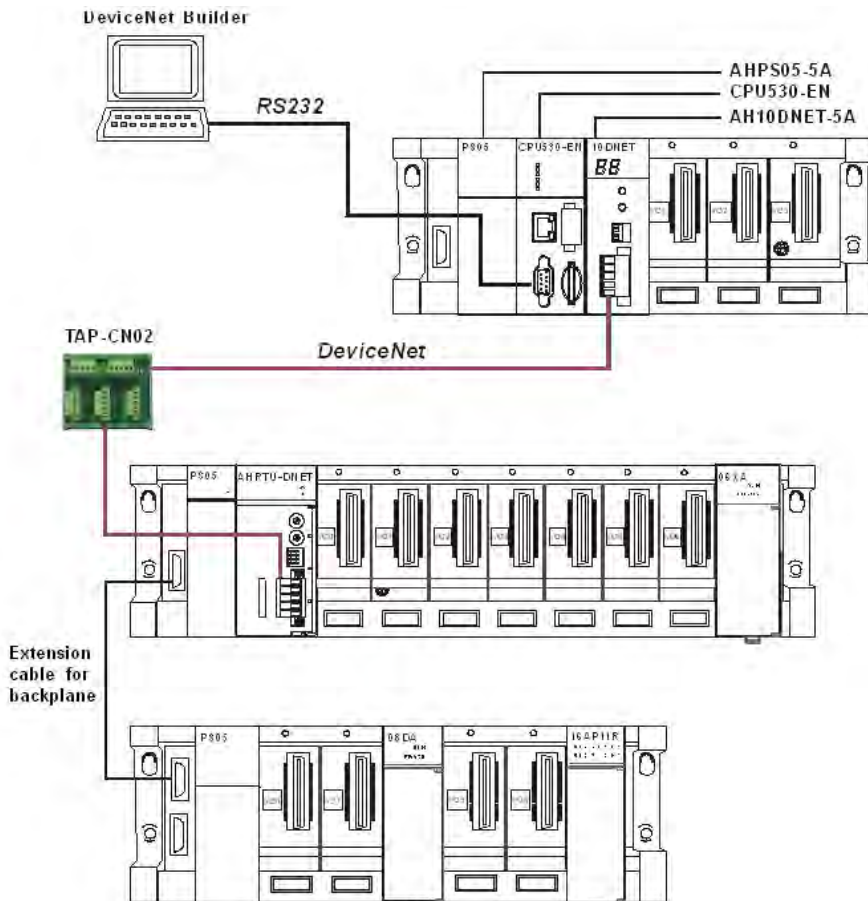 DeviceNet Builder
RS232
AHPS05-5A
CPU530-EN
AH10DNET-5A
PS05
CPU530-EN
10DNET
TAP-CN02
DeviceNet
PS05
AHRTU-DNET
06XA
Extension
cable for
backplane
PS05
08DA
16AP11R